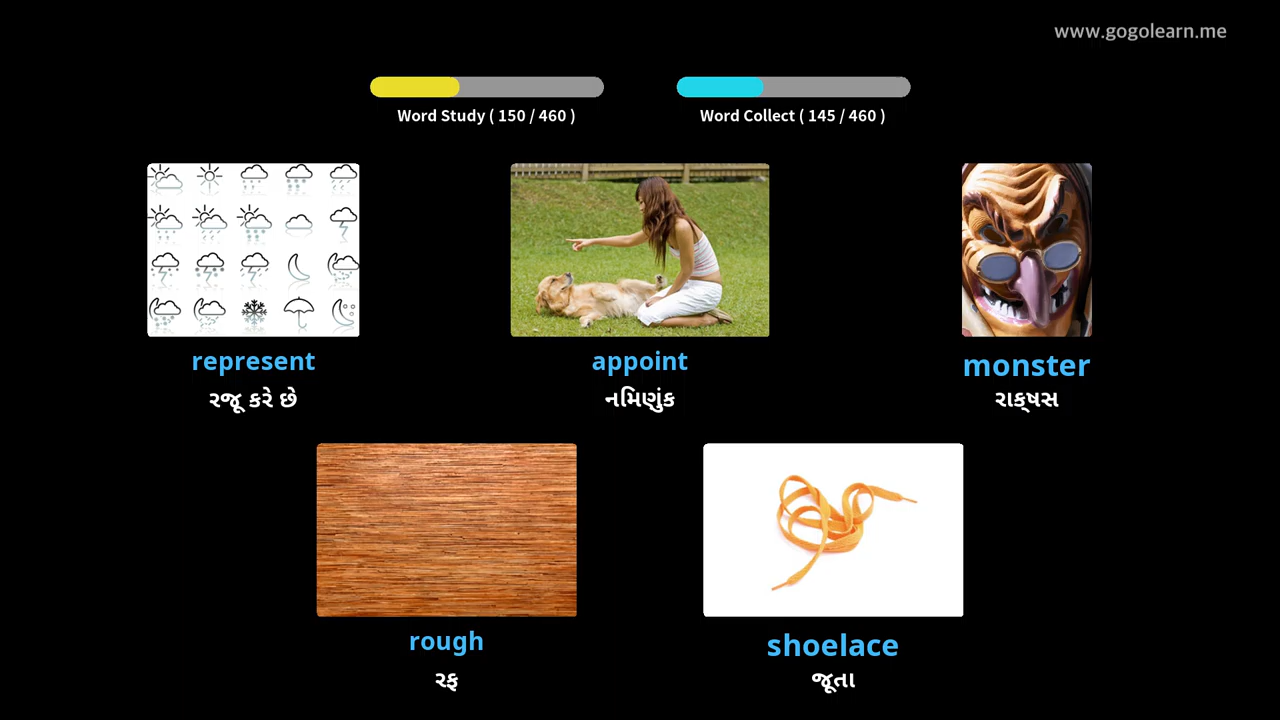 www.gogolearn.me
Word Study ( 150 / 460 )
Word Collect ( 145 / 460 )
represent
રજૂ કરે છે
appoint
નમિણુંક
monster
રાક્ષસ
rough
રફ
shoelace
જૂતા